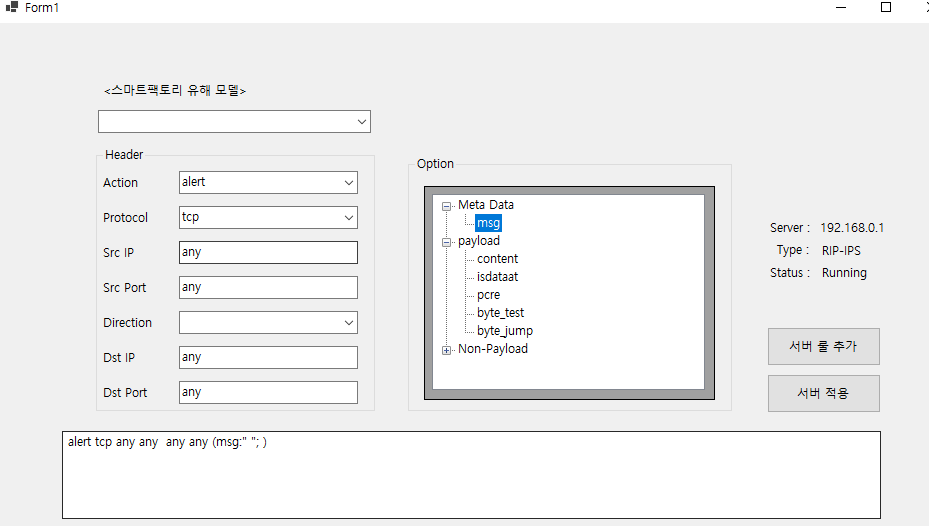 Form1
<스마트팩토리 유해 모델>
Header
Action alert
Protocol tcp
Src IP any
Src Port any
Direction
Dst IP any
Dst Port any
Option
Meta Data
msg
payload
content
isdataat
pcre
byte_test
byte_jump
Non-Payload
Server : 192.168.0.1
Type : RIP-IPS
Status : Running
서버 룰 추가
서버 적용
alert tcp any any  any any (msg:" "; )